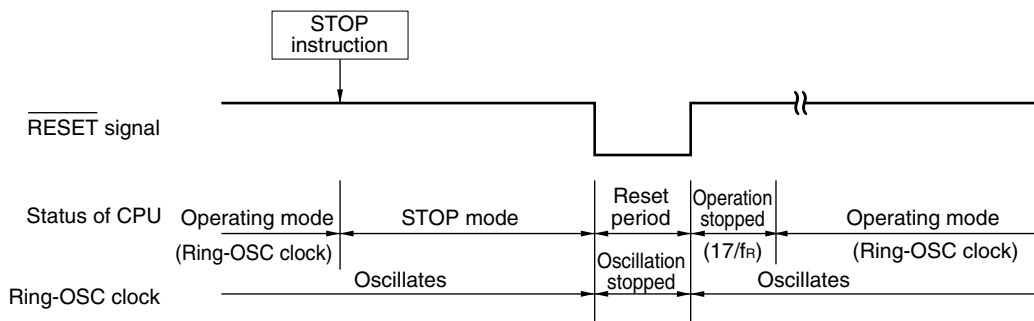 STOP
instruction
RESET signal
Status of CPU
Operating mode
(Ring-OSC clock)
STOP mode
Reset
period
Operation
stopped
(17/fR)
Operating mode
(Ring-OSC clock)
Ring-OSC clock
Oscillates
Oscillation
stopped
Oscillates